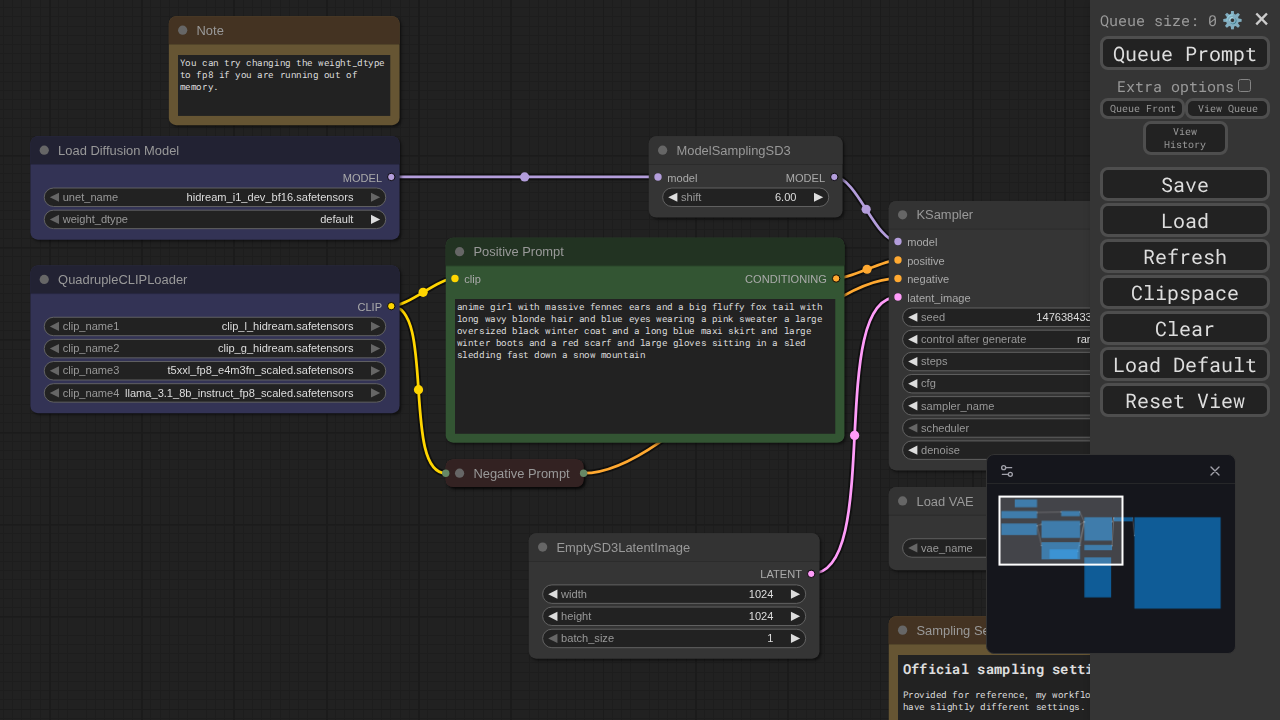 Note
You can try changing the weight_dtype
to fp8 if you are running out of
memory.
Load Diffusion Model
MODEL
unet_name hidream_i1_dev_bf16.safetensors
weight_dtype default
QuadrupleCLIPLoader
CLIP
clip_name1 clip_l_hidream.safetensors
clip_name2 clip_g_hidream.safetensors
clip_name3 t5xxl_fp8_e4m3fn_scaled.safetensors
clip_name4 llama_3.1_8b_instruct_fp8_scaled.safetensors
ModelSamplingSD3
model MODEL
shift 6.00
Positive Prompt
clip CONDITIONING
anime girl with massive fennec ears and a big fluffy fox tail with
long wavy blonde hair and blue eyes wearing a pink sweater a large
oversized black winter coat and a long blue maxi skirt and large
winter boots and a red scarf and large gloves sitting in a sled
sledding fast down a snow mountain
Negative Prompt
EmptySD3LatentImage
LATENT
width 1024
height 1024
batch_size 1
KSampler
model
positive
negative
latent_image
seed 147638433
control after generate ran
steps
cfg
sampler_name
scheduler
denoise
Load VAE
vae_name
Sampling Se
Official sampling setti
Provided for reference, my workflo
have slightly different settings.
Queue size: 0
Queue Prompt
Extra options
Queue Front View Queue
View
History
Save
Load
Refresh
Clipspace
Clear
Load Default
Reset View